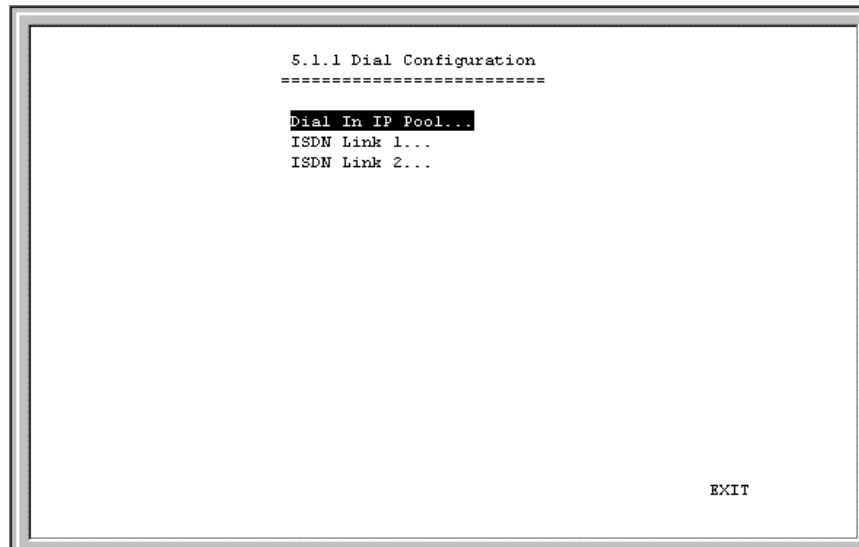 5.1.1 Dial Configuration
==========================
Dial In IP Pool...
ISDN Link 1...
ISDN Link 2...
EXIT